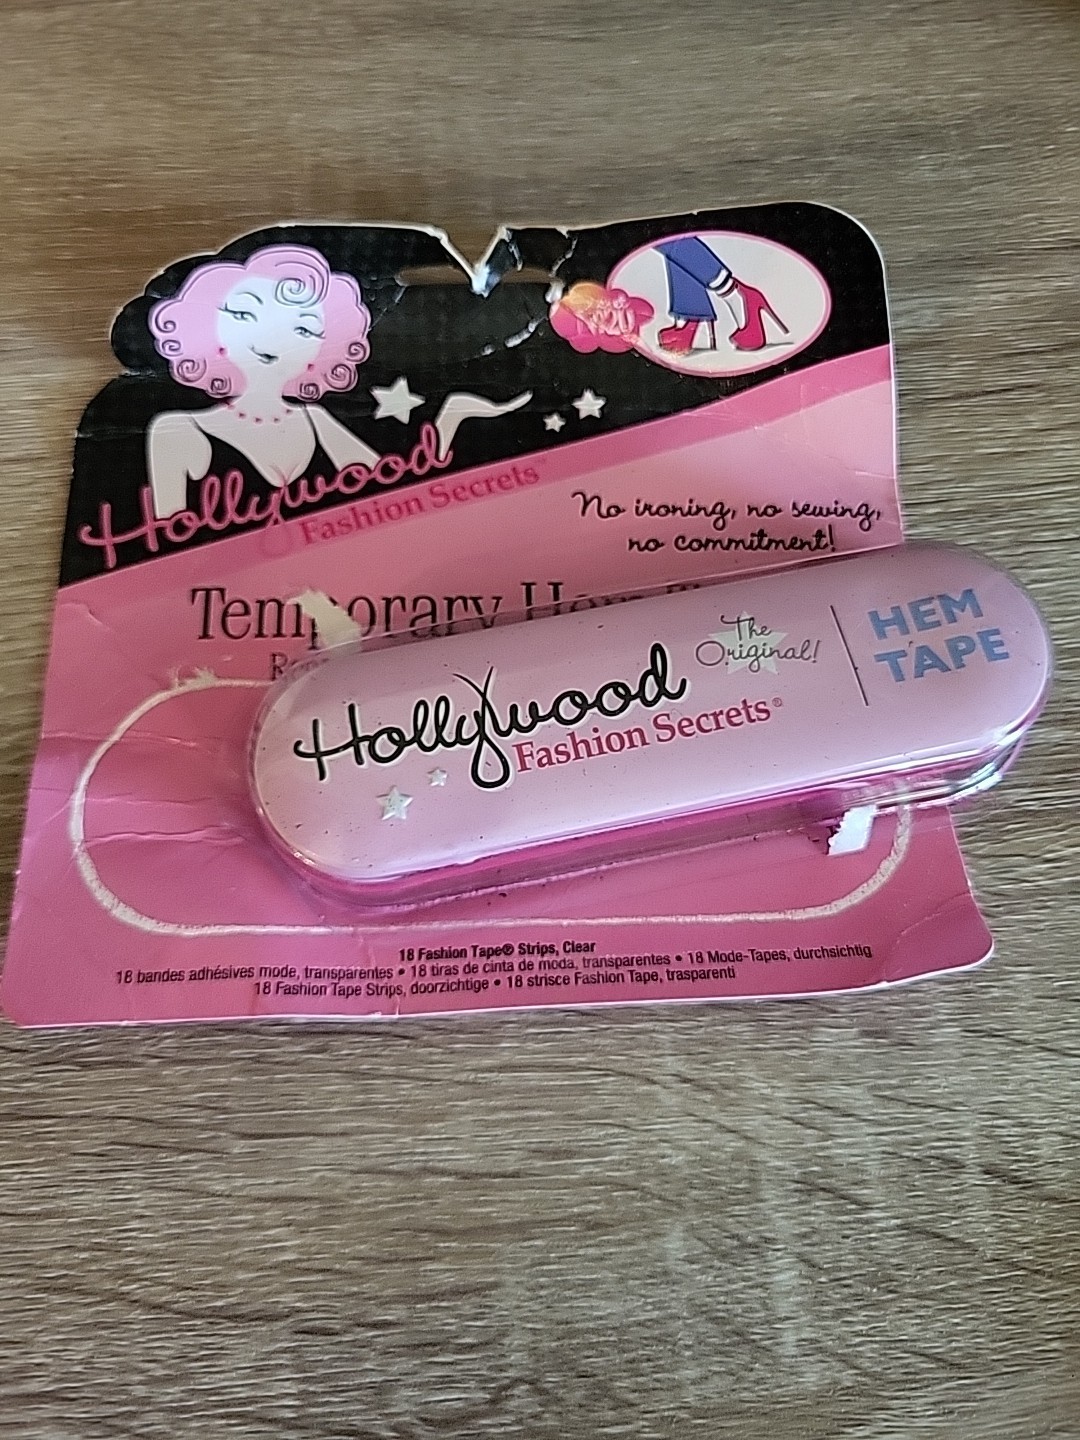 No20
Hollywood
Fashion Secrets
No ironing, no sewing,
no commitment!
Temporary Hem
The
Original!
HEM
TAPE
Hollywood
Fashion Secrets®
18 Fashion Tape® Strips, Clear
18 bandes adhésives mode, transparentes • 18 tiras de cinta de moda, transparentes • 18 Mode-Tapes, durchsichtig
18 Fashion Tape Strips, doorzichtige • 18 strisce Fashion Tape, trasparenti